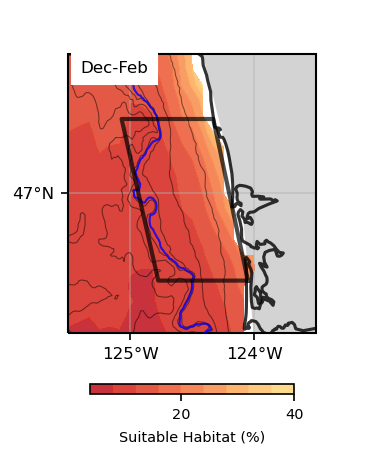 Dec-Feb
47°N
125°W 124°W
20 40
Suitable Habitat (%)